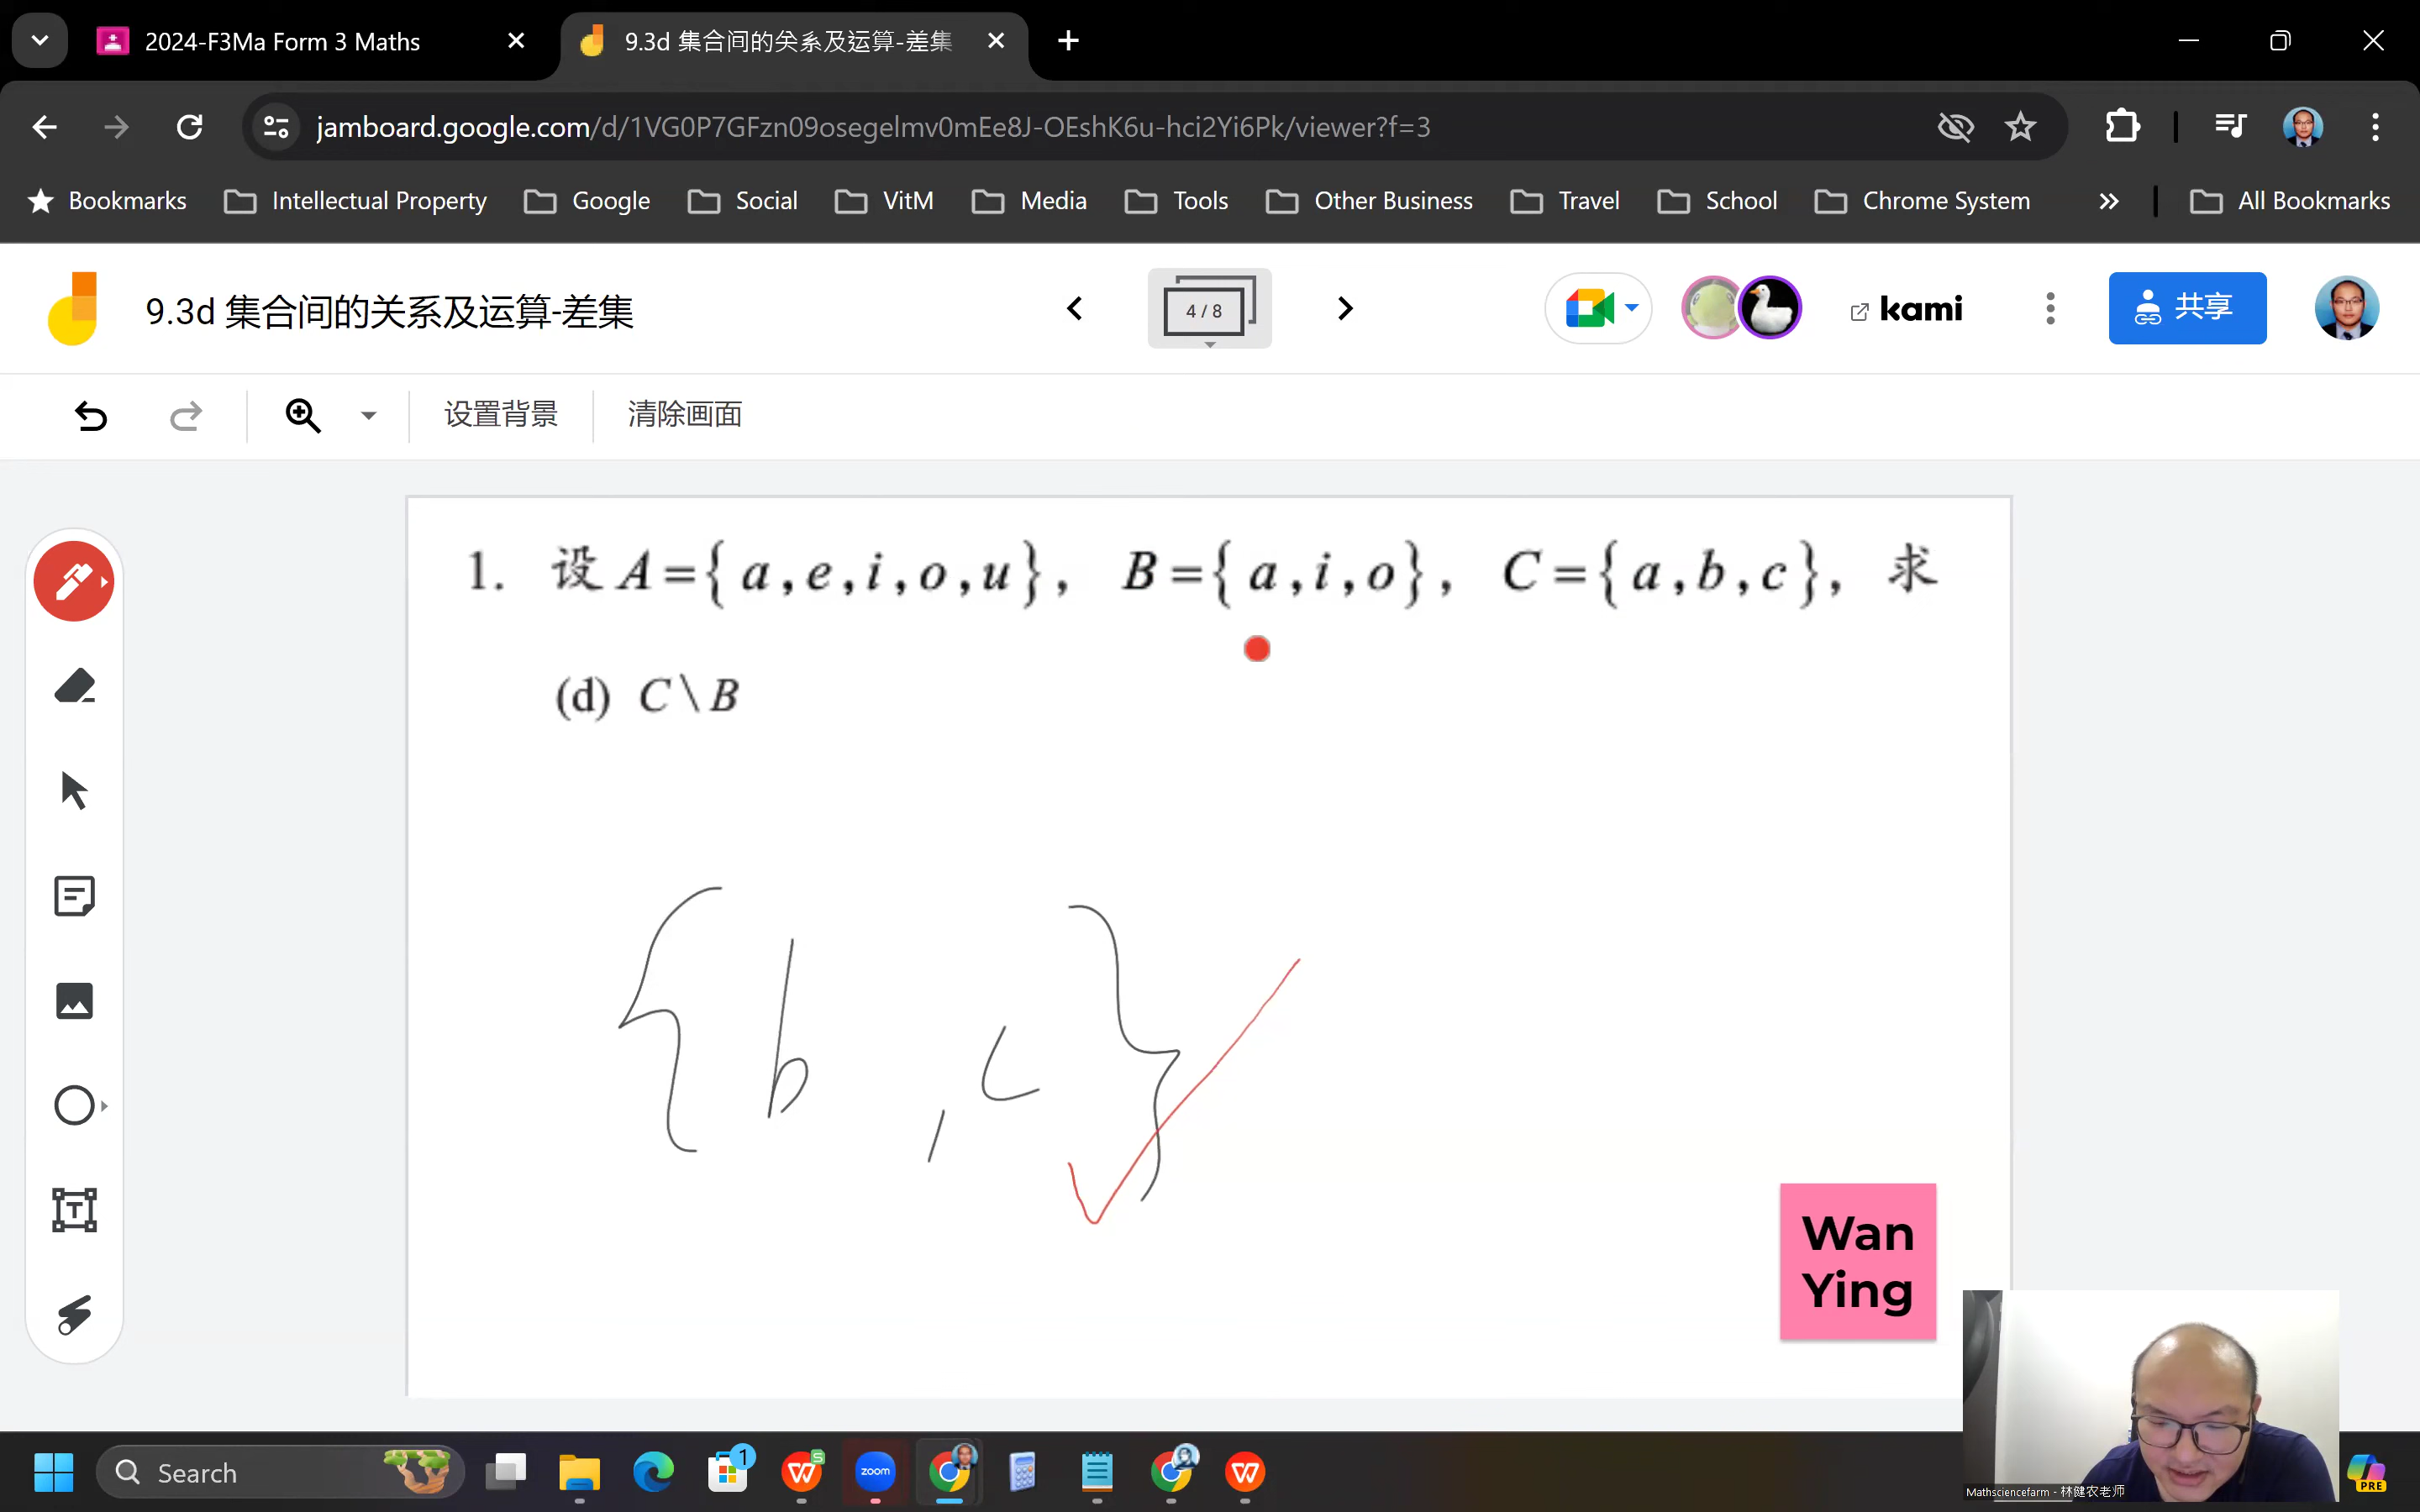 2024-F3Ma Form 3 Maths
9.3d 集合间的关系及运算-差集
jamboard.google.com/d/1VG0P7GFzn09osegelmv0mEe8J-OEshK6u-hci2Yi6Pk/viewer?f=3
Bookmarks Intellectual Property Google Social VitM Media Tools Other Business Travel School Chrome System All Bookmarks
9.3d 集合间的关系及运算-差集
4 / 8
kami
共享
设置背景 清除画面
1. 设 A={ a , e , i , o , u }, B={ a , i , o }, C={ a , b , c }, 求
(d) C \ B
{ b , c }
Wan
Ying
Mathsciencefarm - 林健农老师
Search
1
S
zoom
PRE